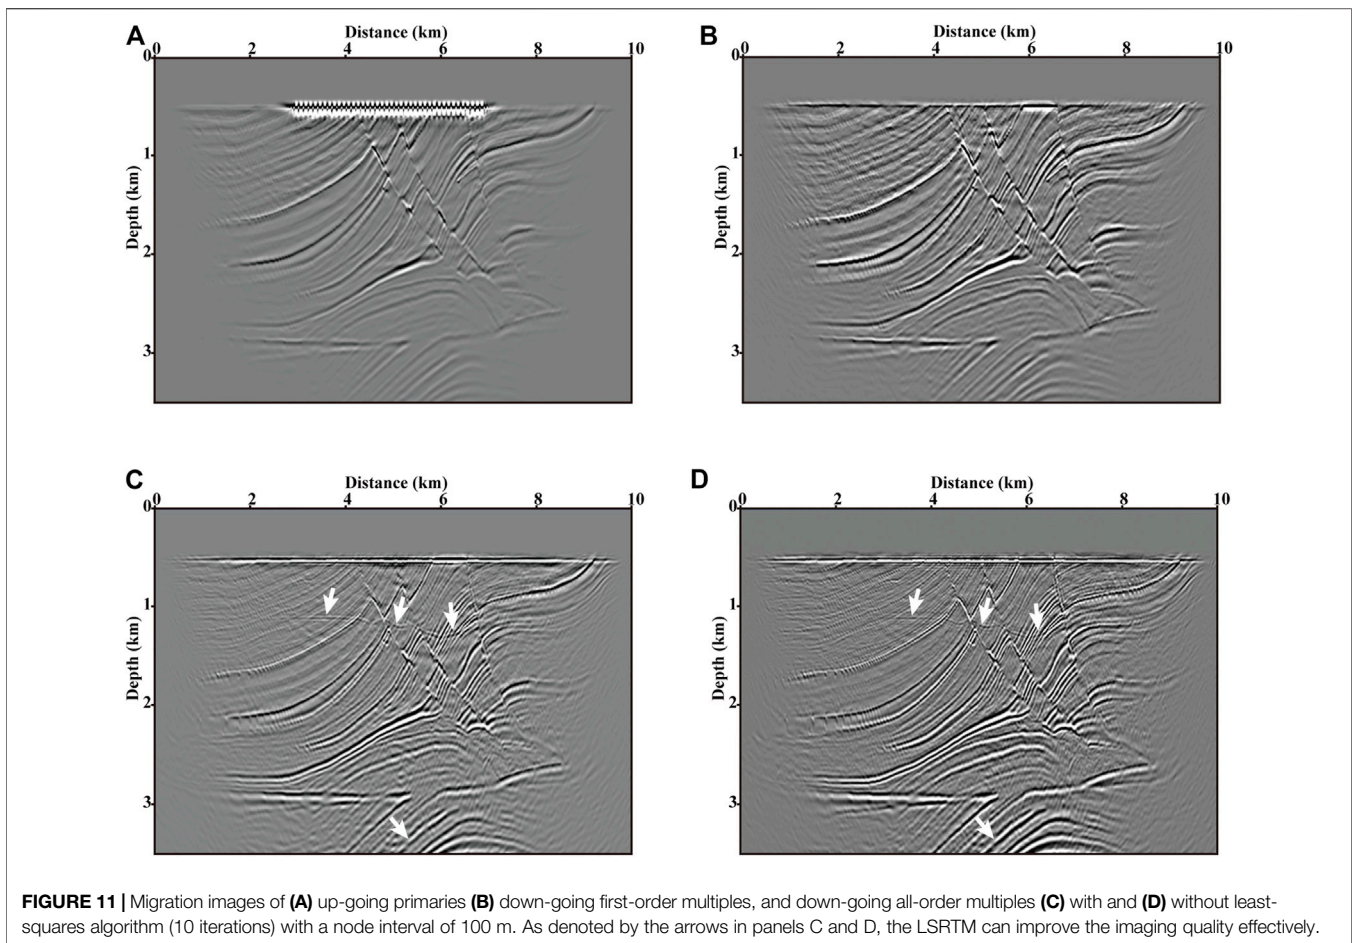 A
Distance (km)
0 2 4 6 8 10
0
1
2
3
Depth (km)
B
Distance (km)
0 2 4 6 8 10
0
1
2
3
Depth (km)
C
Distance (km)
0 2 4 6 8 10
0
1
2
3
Depth (km)
D
Distance (km)
0 2 4 6 8 10
0
1
2
3
Depth (km)
FIGURE 11 | Migration images of (A) up-going primaries (B) down-going first-order multiples, and down-going all-order multiples (C) with and (D) without least-
squares algorithm (10 iterations) with a node interval of 100 m. As denoted by the arrows in panels C and D, the LSRTM can improve the imaging quality effectively.